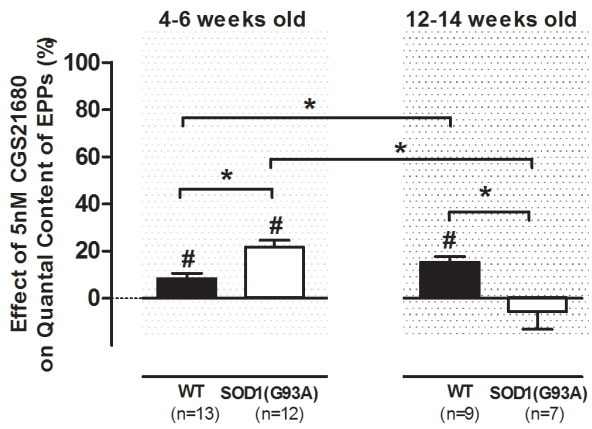 4-6 weeks old 12-14 weeks old
Effect of 5nM CGS21680
on Quantal Content of EPPs (%)
100
80
60
40
20
0
*
*
*
*
#
#
#
WT SOD1(G93A) WT SOD1(G93A)
(n=13) (n=12) (n=9) (n=7)